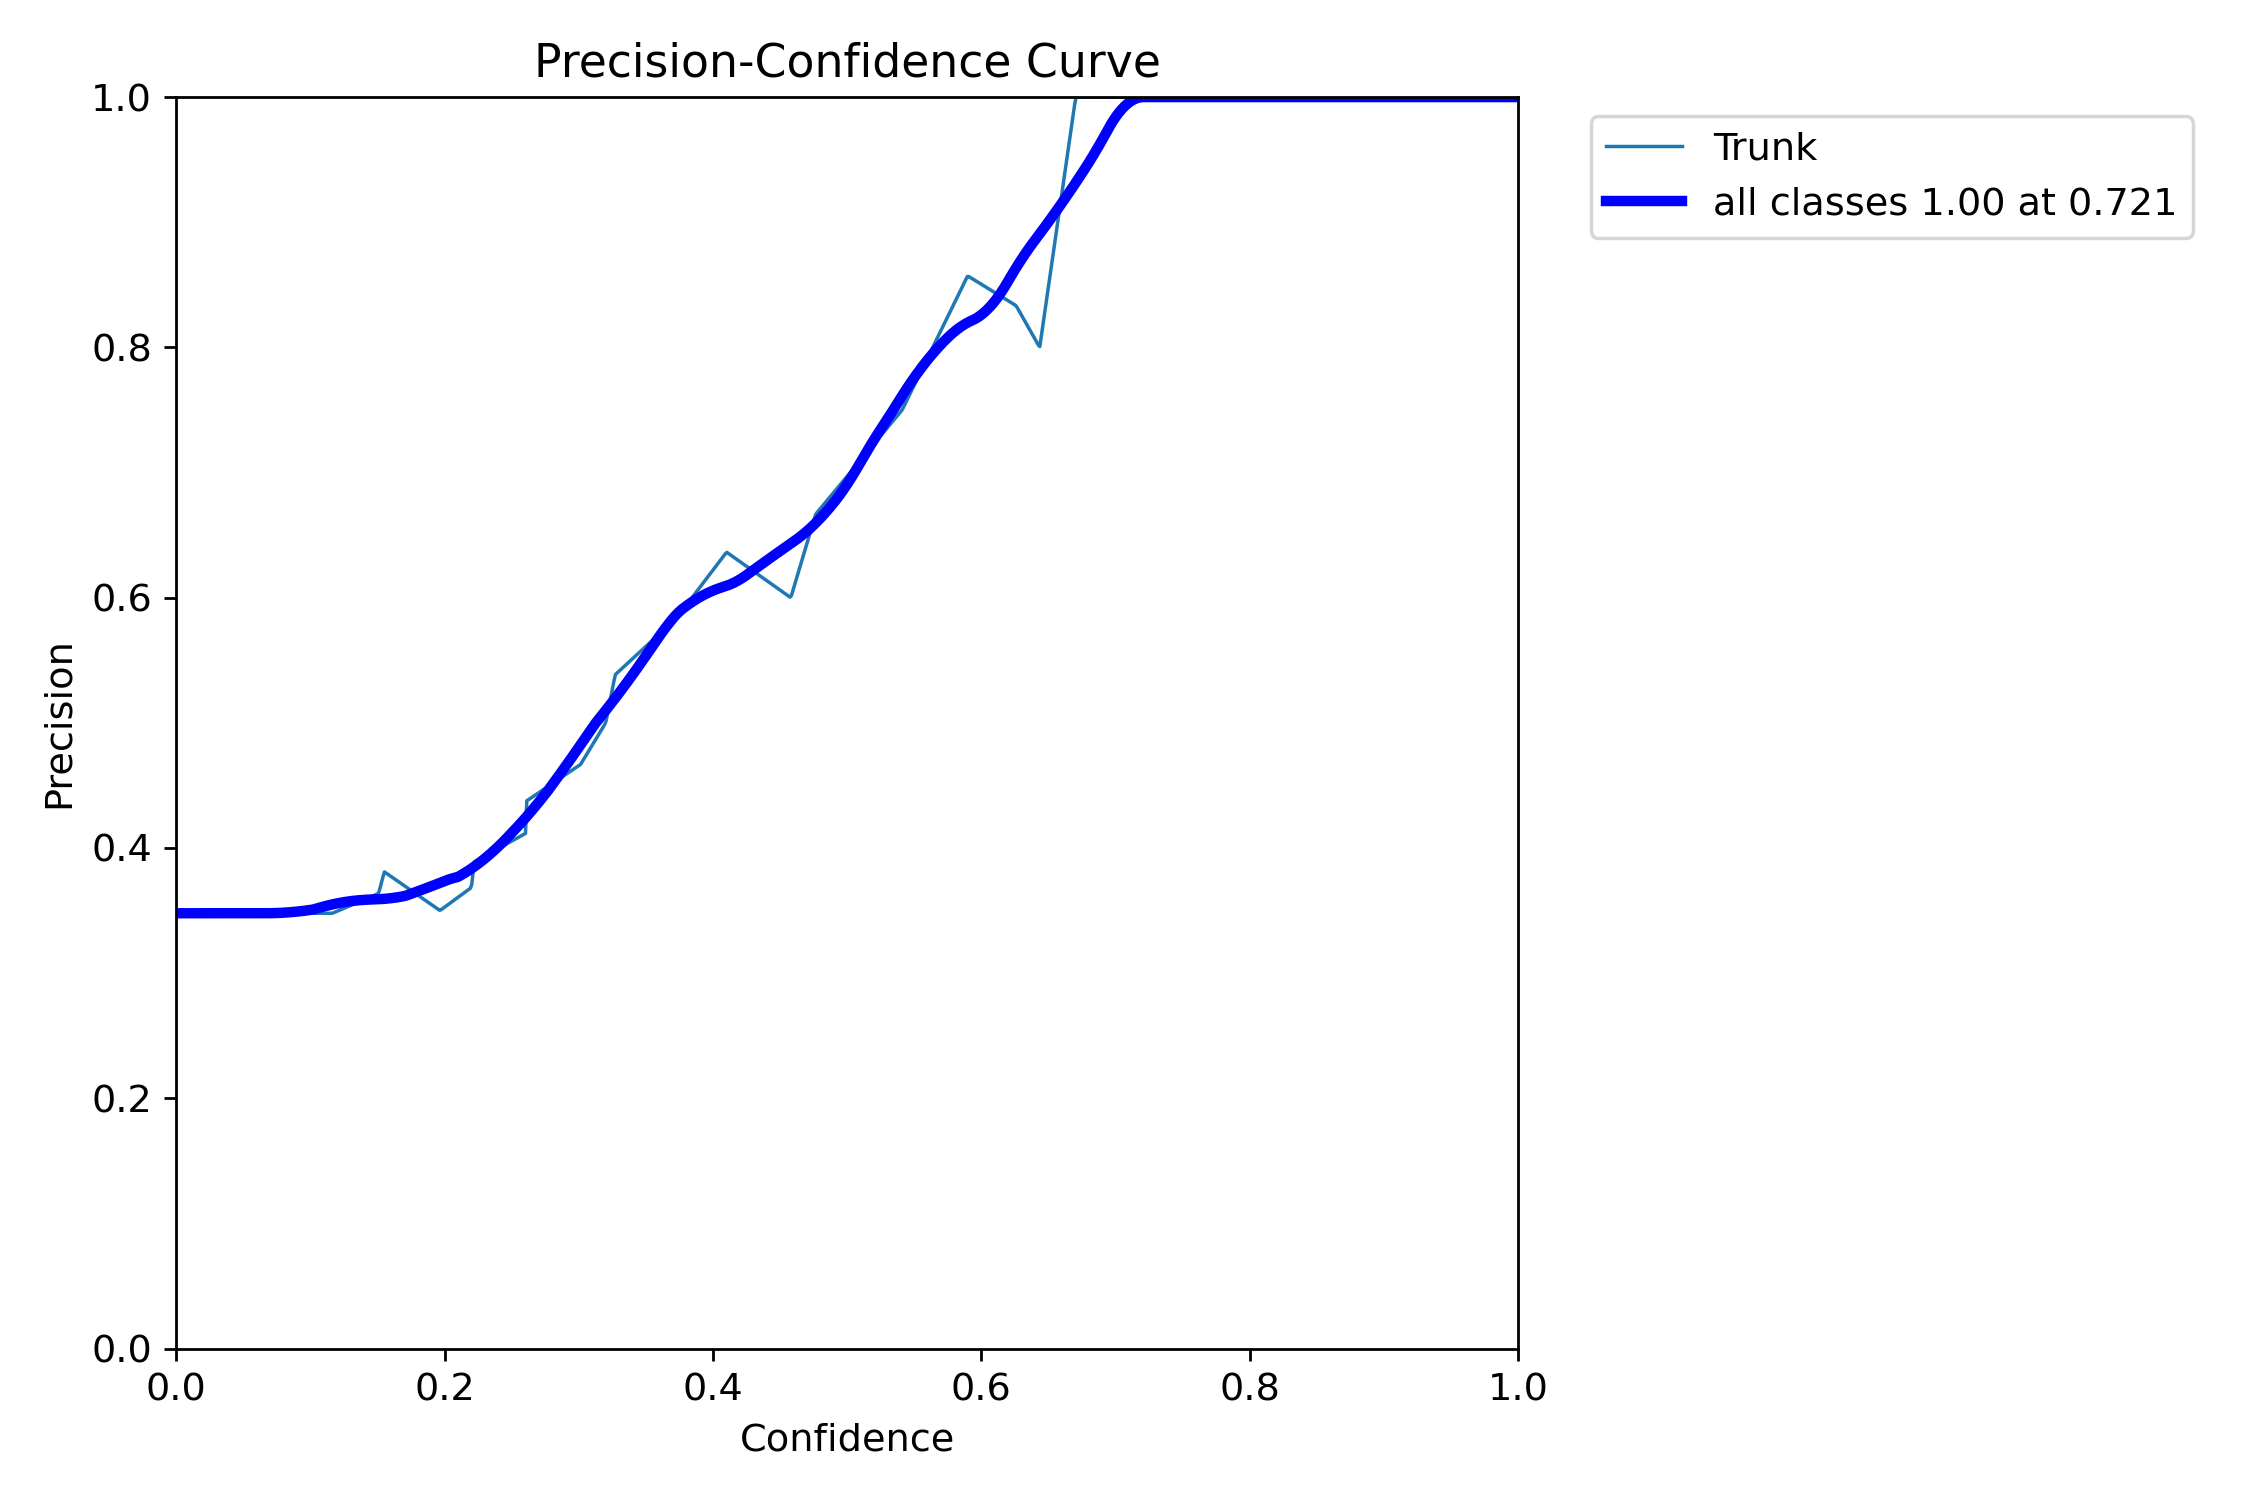 Precision-Confidence Curve
1.0
0.8
0.6
0.4
0.2
0.0
Precision
0.0 0.2 0.4 0.6 0.8 1.0
Confidence
Trunk
all classes 1.00 at 0.721